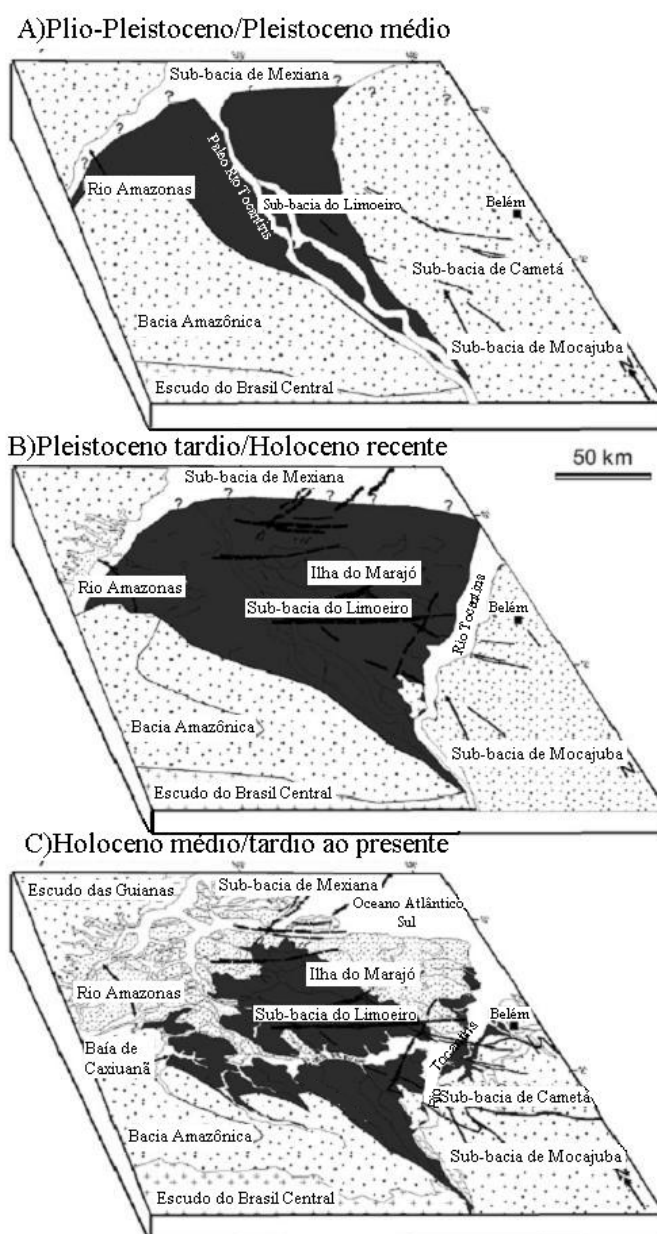 A)Plio-Pleistoceno/Pleistoceno médio
Sub-bacia de Mexiana
?
?
?
?
?
Rio Amazonas
Paleo Rio Tocantins
Sub-bacia do Limoeiro
Belém
Sub-bacia de Cametá
Bacia Amazônica
Sub-bacia de Mocajuba
Escudo do Brasil Central
N
B)Pleistoceno tardio/Holoceno recente
50 km
Sub-bacia de Mexiana
?
?
?
?
?
Rio Amazonas
Ilha do Marajó
Sub-bacia do Limoeiro
Rio Tocantins
Belém
Bacia Amazônica
Sub-bacia de Mocajuba
Escudo do Brasil Central
N
C)Holoceno médio/tardio ao presente
Escudo das Guianas
Sub-bacia de Mexiana
Oceano Atlântico
Sul
Rio Amazonas
Ilha do Marajó
Sub-bacia do Limoeiro
Belém
Baía de
Caxiuanã
Rio Tocantins
Sub-bacia de Cametá
Bacia Amazônica
Sub-bacia de Mocajuba
Escudo do Brasil Central
N